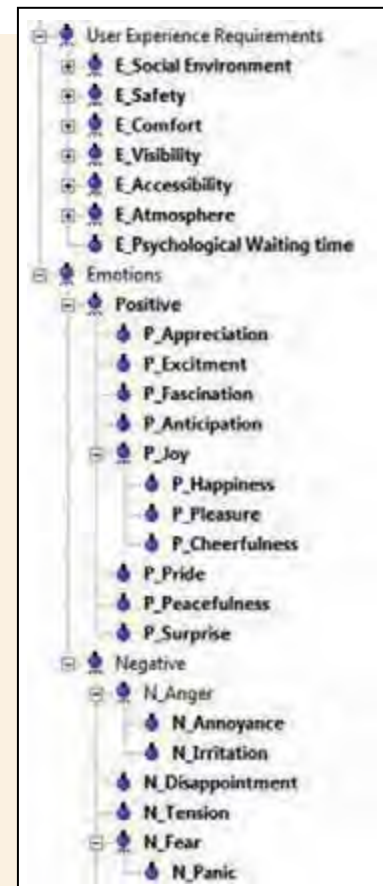 User Experience Requirements
E_Social Environment
E_Safety
E_Comfort
E_Visibility
E_Accessibility
E_Atmosphere
E_Psychological Waiting time
Emotions
Positive
P_Appreciation
P_Excitment
P_Fascination
P_Anticipation
P_Joy
P_Happiness
P_Pleasure
P_Cheerfulness
P_Pride
P_Peacefulness
P_Surprise
Negative
N_Anger
N_Annoyance
N_Irritation
N_Disappointment
N_Tension
N_Fear
N_Panic